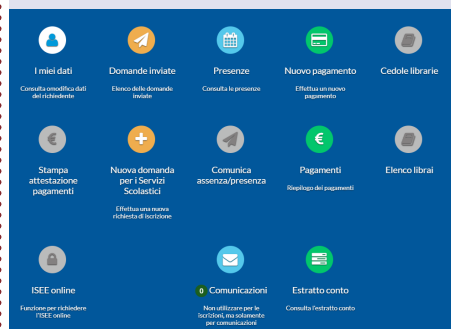 I miei dati
Consulta omodifica dati
del richiedente
Domande inviate
Elenco delle domande
inviate
Presenze
Consulta le presenze
Nuovo pagamento
Effettua un nuovo
pagamento
Cedole librarie
€
Stampa
attestazione
pagamenti
Nuova domanda
per i Servizi
Scolastici
Effettua una nuova
richiesta di iscrizione
Comunica
assenza/presenza
€
Pagamenti
Riepilogo dei pagamenti
Elenco librai
ISEE online
Funzione per richiedere
l'ISEE online
0 Comunicazioni
Non utilizzare per le
iscrizioni, ma solamente
per comunicazioni
Estratto conto
Consulta l'estratto conto